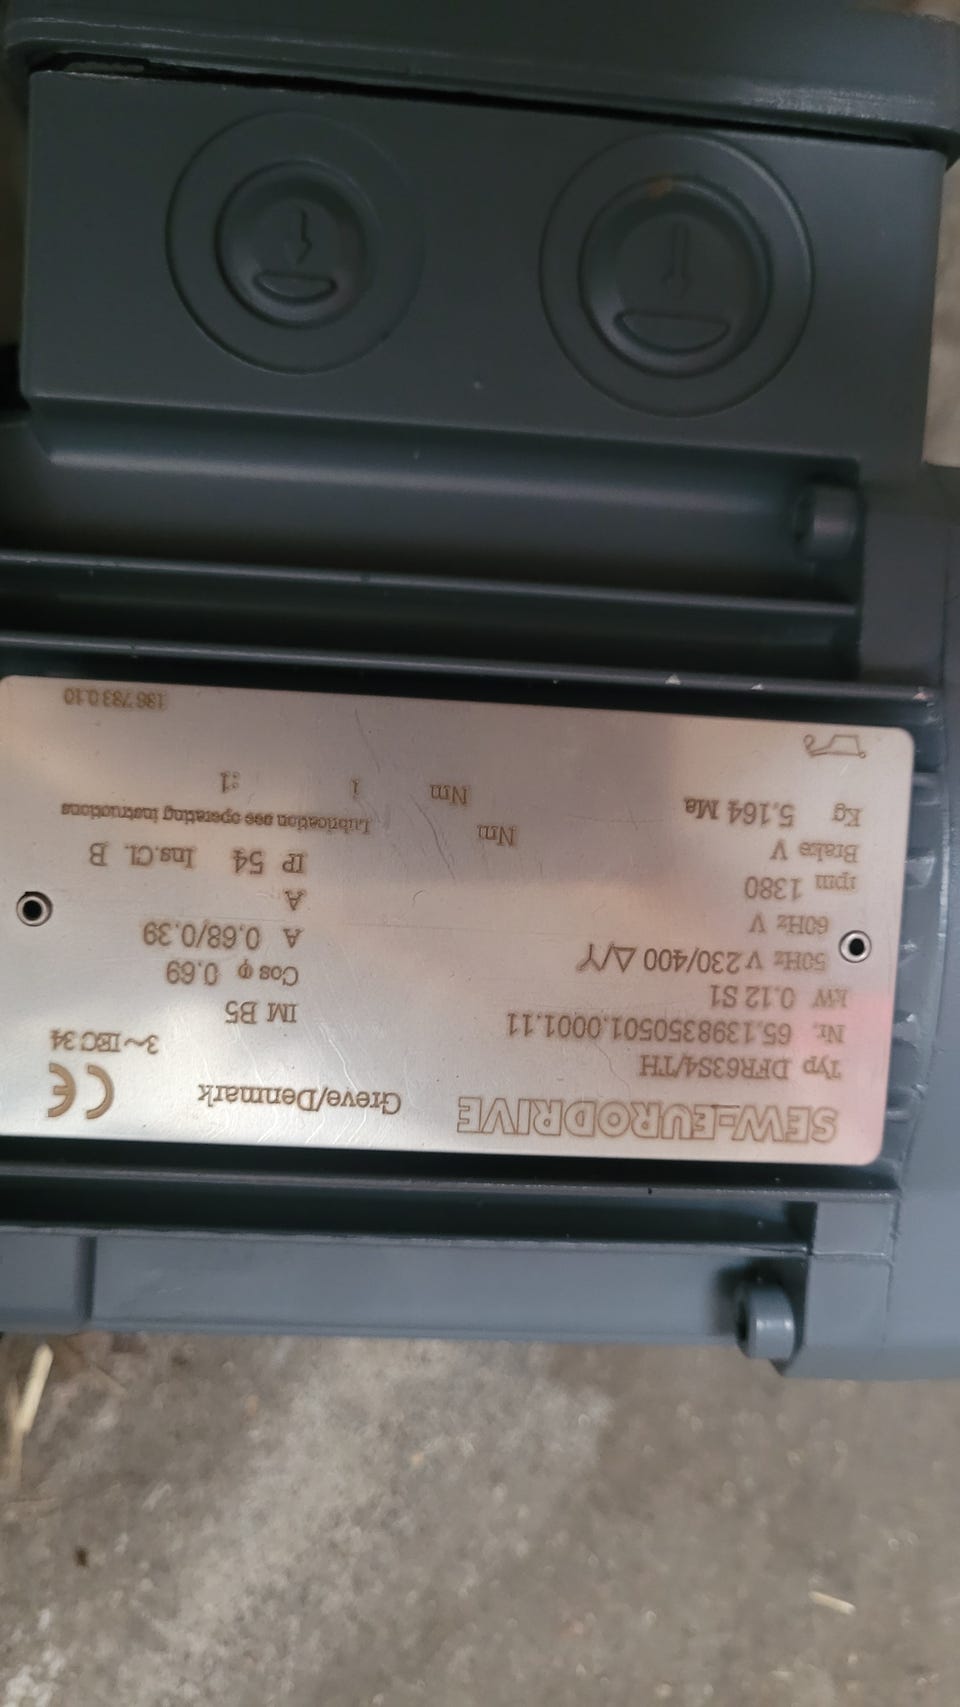 SEW-EURODRIVE Greve/Denmark CE
Typ DFR63S4/TH 3~IEC 34
Nr. 65.1398350501.0001.11 IM B5
kW 0.12 S1 Cos φ 0.69
50Hz V 230/400 Δ/Y A 0.68/0.39
60Hz V A
rpm 1380 IP 54 Ins.Cl. B
Brake V Nm Lubrication see operating instructions
Kg 5.164 Ma Nm i :1
186 783 0.10